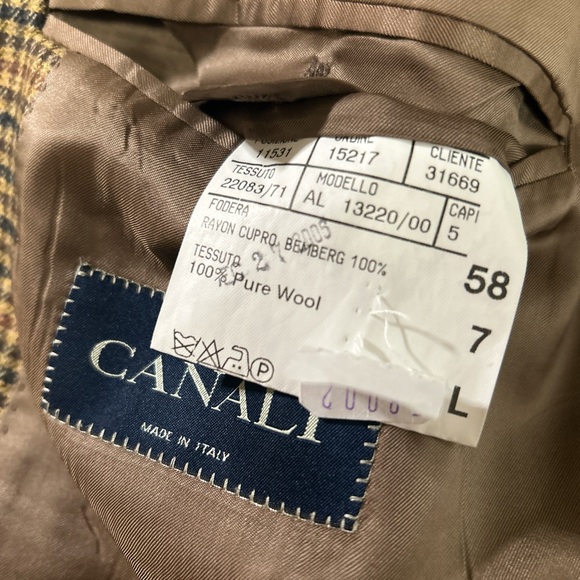 ORDINE
11531 15217 CLIENTE
31669
TESSUTO MODELLO CAPI
22083/71 AL 13220/00 5
FODERA
RAYON CUPRO BEMBERG 100%
TESSUTO
100% Pure Wool
58
7
L
P
CANALI
MADE IN ITALY